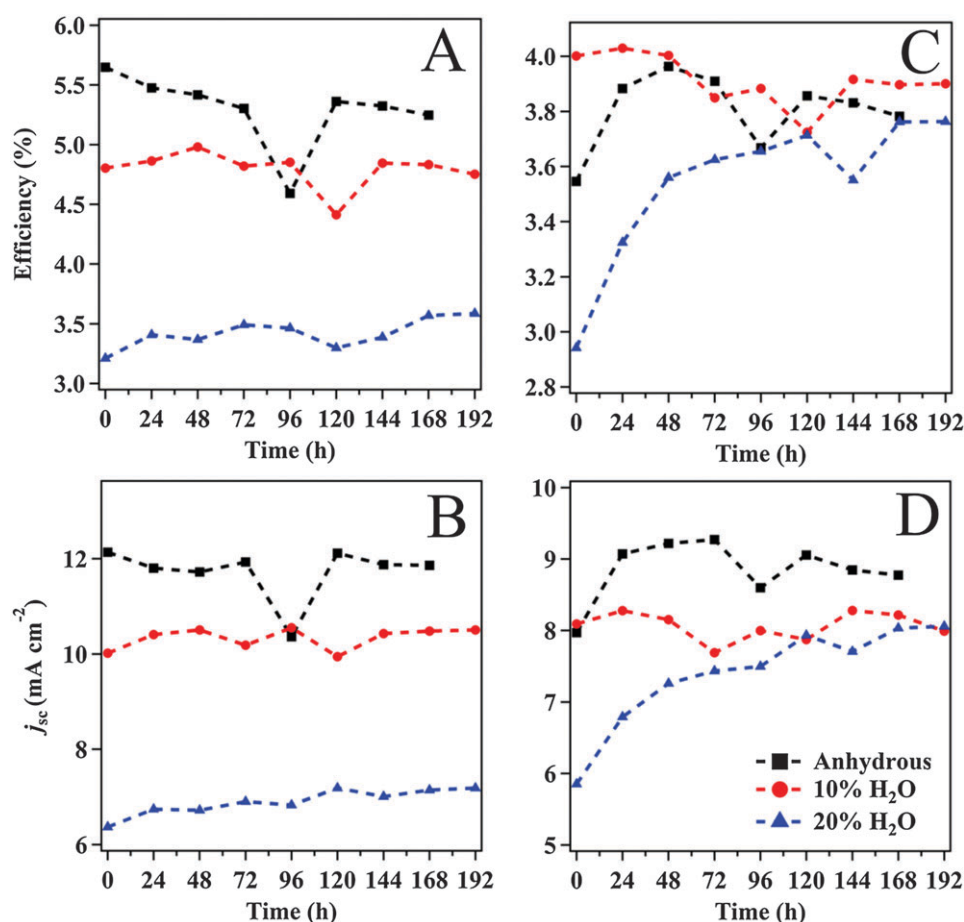 A
Efficiency (%)
6.0
5.5
5.0
4.5
4.0
3.5
3.0
0 24 48 72 96 120 144 168 192
Time (h)
C
4.0
3.8
3.6
3.4
3.2
3.0
2.8
0 24 48 72 96 120 144 168 192
Time (h)
B
jsc (mA cm-2)
12
10
8
6
0 24 48 72 96 120 144 168 192
Time (h)
D
10
9
8
7
6
5
Anhydrous
10% H2O
20% H2O
0 24 48 72 96 120 144 168 192
Time (h)